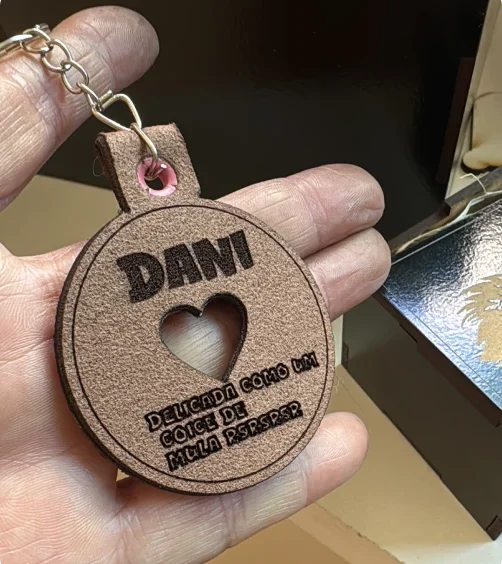 DANI
DELICADA COMO UM
COICE DE
MULA RSRSRSR